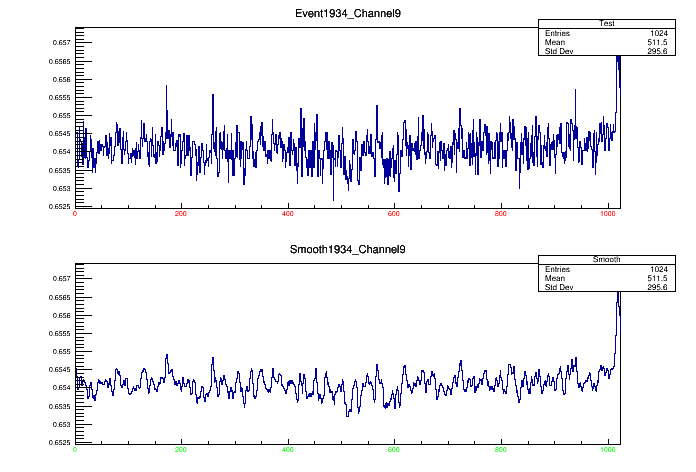 Event1934_Channel9
Test
Entries 1024
Mean 511.5
Std Dev 295.6
0.657
0.6565
0.656
0.6555
0.655
0.6545
0.654
0.6535
0.653
0.6525
0 200 400 600 800 1000
Smooth1934_Channel9
Smooth
Entries 1024
Mean 511.5
Std Dev 295.6
0.657
0.6565
0.656
0.6555
0.655
0.6545
0.654
0.6535
0.653
0.6525
0 200 400 600 800 1000